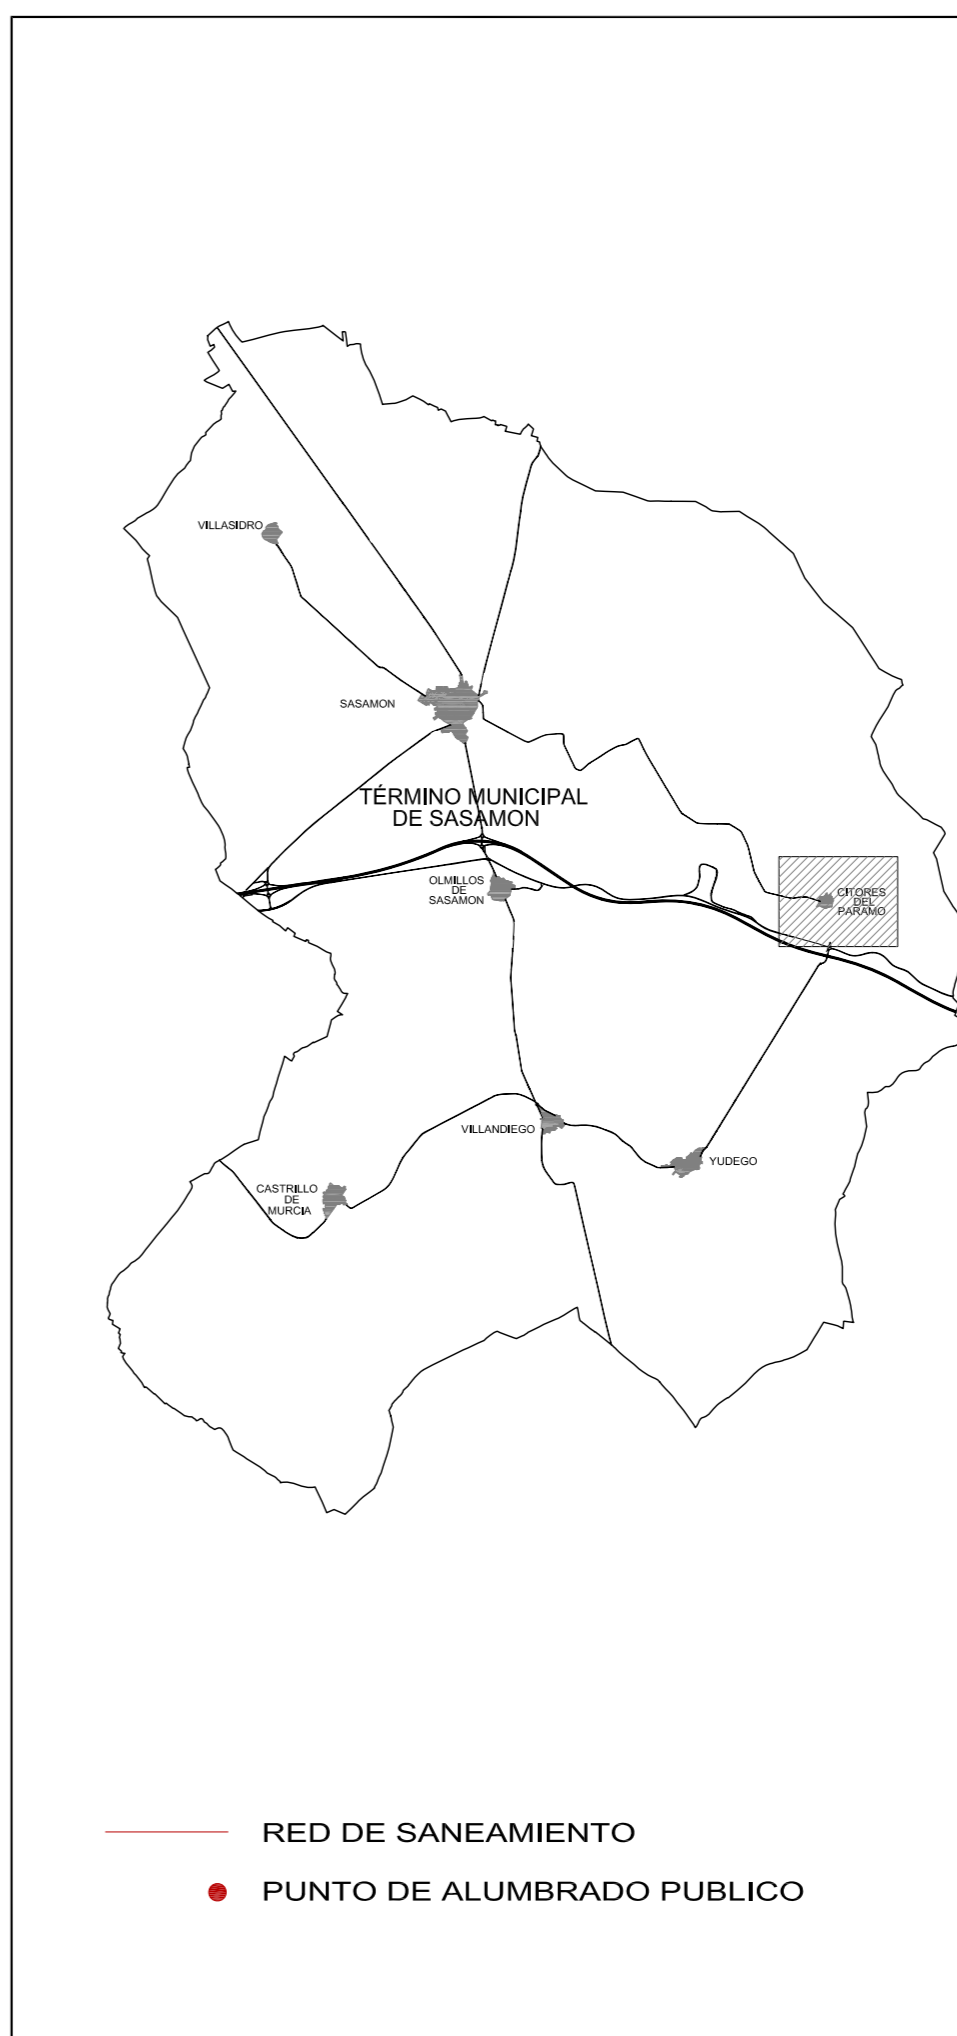 VILLASIDRO
SASAMON
TÉRMINO MUNICIPAL
DE SASAMON
OLMILLOS
DE
SASAMON
CITORES
DEL
PARAMO
VILLANDIEGO
YUDEGO
CASTRILLO
DE
MURCIA
RED DE SANEAMIENTO
PUNTO DE ALUMBRADO PUBLICO